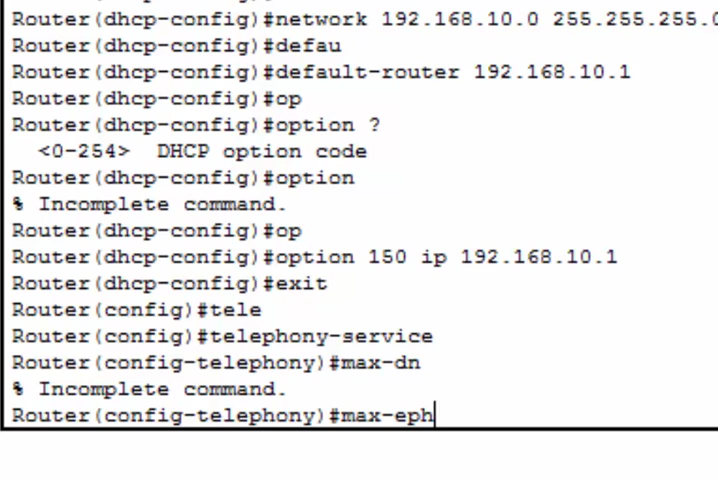 Router(dhcp-config)#network 192.168.10.0 255.255.255.0
Router(dhcp-config)#defau
Router(dhcp-config)#default-router 192.168.10.1
Router(dhcp-config)#op
Router(dhcp-config)#option ?
<0-254> DHCP option code
Router(dhcp-config)#option
% Incomplete command.
Router(dhcp-config)#op
Router(dhcp-config)#option 150 ip 192.168.10.1
Router(dhcp-config)#exit
Router(config)#tele
Router(config)#telephony-service
Router(config-telephony)#max-dn
% Incomplete command.
Router(config-telephony)#max-eph